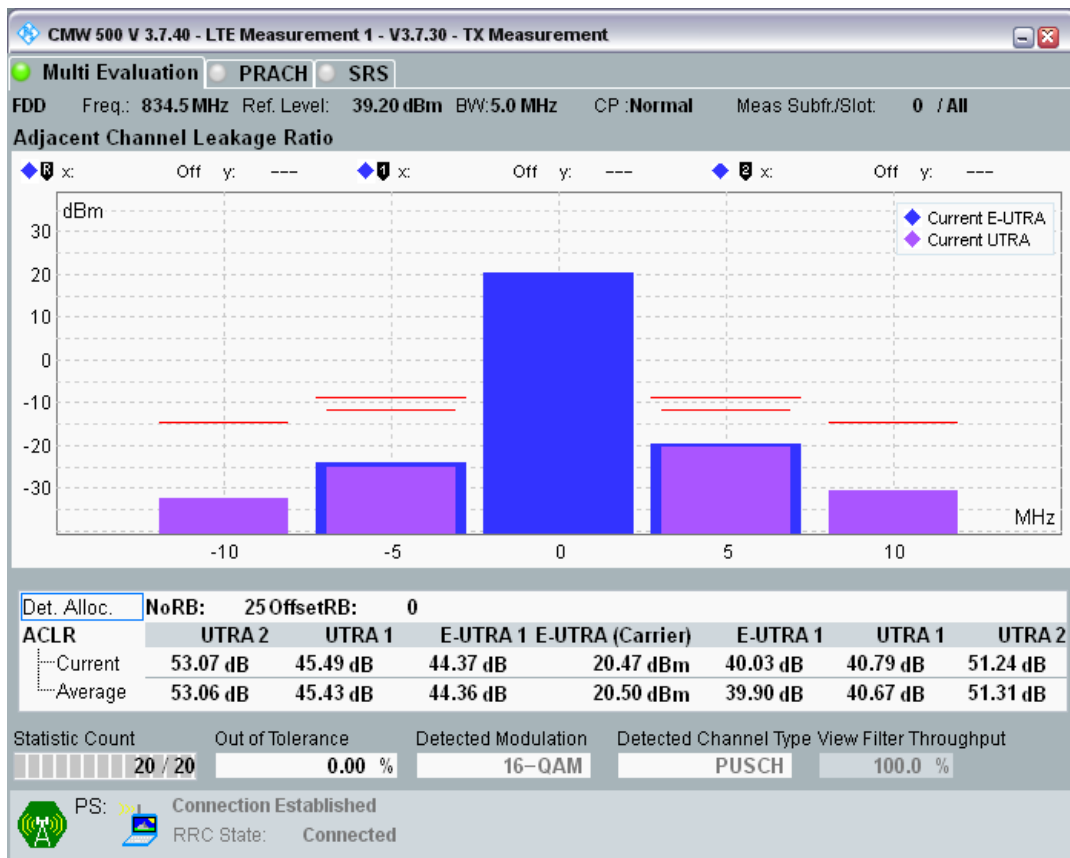 CMW 500 V 3.7.40 - LTE Measurement 1 - V3.7.30 - TX Measurement
Multi Evaluation PRACH SRS
FDD Freq.: 834.5 MHz Ref. Level: 39.20 dBm BW:5.0 MHz CP :Normal Meas Subfr./Slot: 0 / All
Adjacent Channel Leakage Ratio
R x: Off y: --- 1 x: Off y: --- 2 x: Off y: ---
dBm
Current E-UTRA
Current UTRA
30
20
10
0
-10
-20
-30
MHz
-10 -5 0 5 10
Det. Alloc. NoRB: 25 OffsetRB: 0
ACLR UTRA 2 UTRA 1 E-UTRA 1 E-UTRA (Carrier) E-UTRA 1 UTRA 1 UTRA 2
Current 53.07 dB 45.49 dB 44.37 dB 20.47 dBm 40.03 dB 40.79 dB 51.24 dB
Average 53.06 dB 45.43 dB 44.36 dB 20.50 dBm 39.90 dB 40.67 dB 51.31 dB
Statistic Count Out of Tolerance Detected Modulation Detected Channel Type View Filter Throughput
20 / 20 0.00 % 16-QAM PUSCH 100.0 %
PS: Connection Established
RRC State: Connected